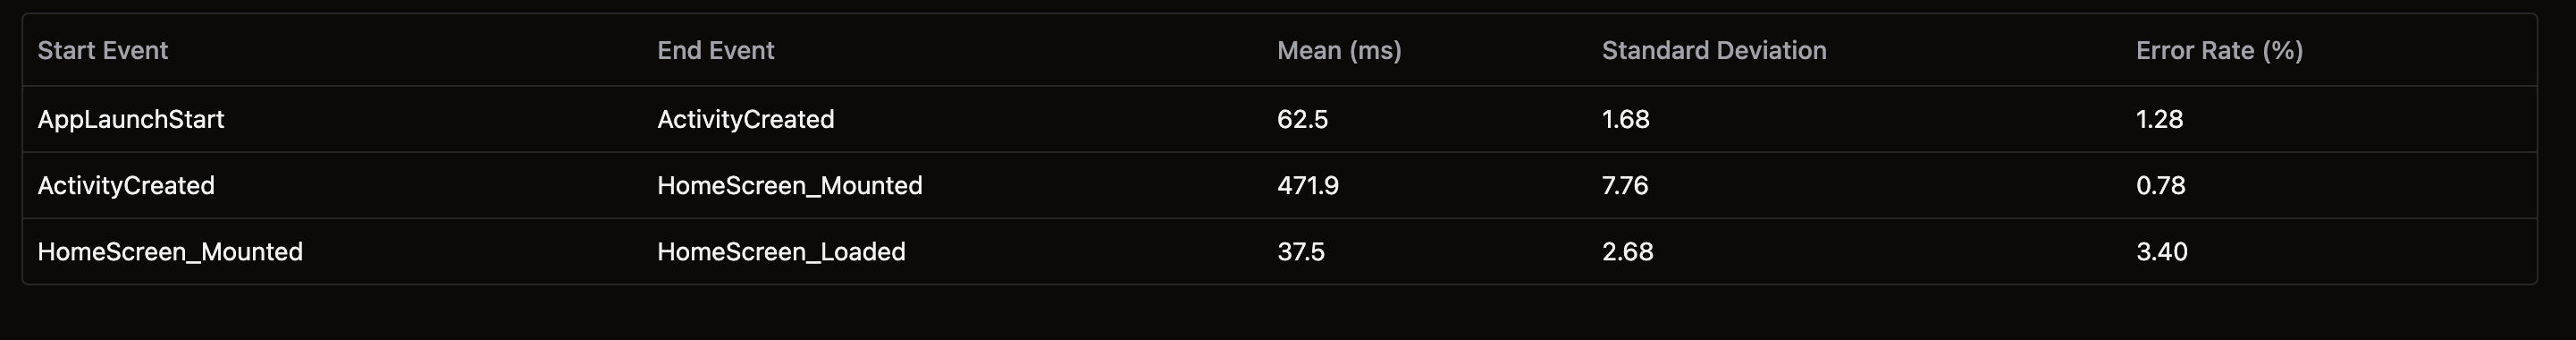 Start Event End Event Mean (ms) Standard Deviation Error Rate (%)
AppLaunchStart ActivityCreated 62.5 1.68 1.28
ActivityCreated HomeScreen_Mounted 471.9 7.76 0.78
HomeScreen_Mounted HomeScreen_Loaded 37.5 2.68 3.40